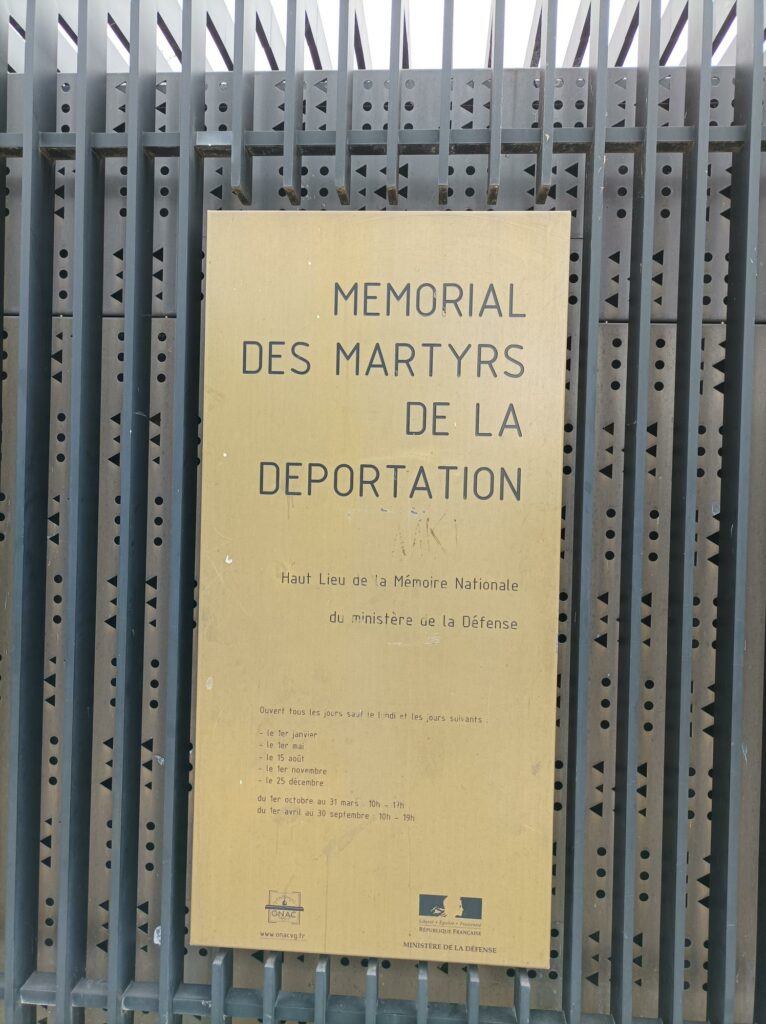 MEMORIAL
DES MARTYRS
DE LA
DEPORTATION
Haut Lieu de la Mémoire Nationale
du ministère de la Défense
Ouvert tous les jours sauf le lundi et les jours suivants :
- le 1er janvier
- le 1er mai
- le 15 août
- le 1er novembre
- le 25 décembre
du 1er octobre au 31 mars : 10h - 17h
du 1er avril au 30 septembre : 10h - 19h
ONAC
www.onacvg.fr
Liberté • Égalité • Fraternité
RÉPUBLIQUE FRANÇAISE
MINISTÈRE DE LA DÉFENSE